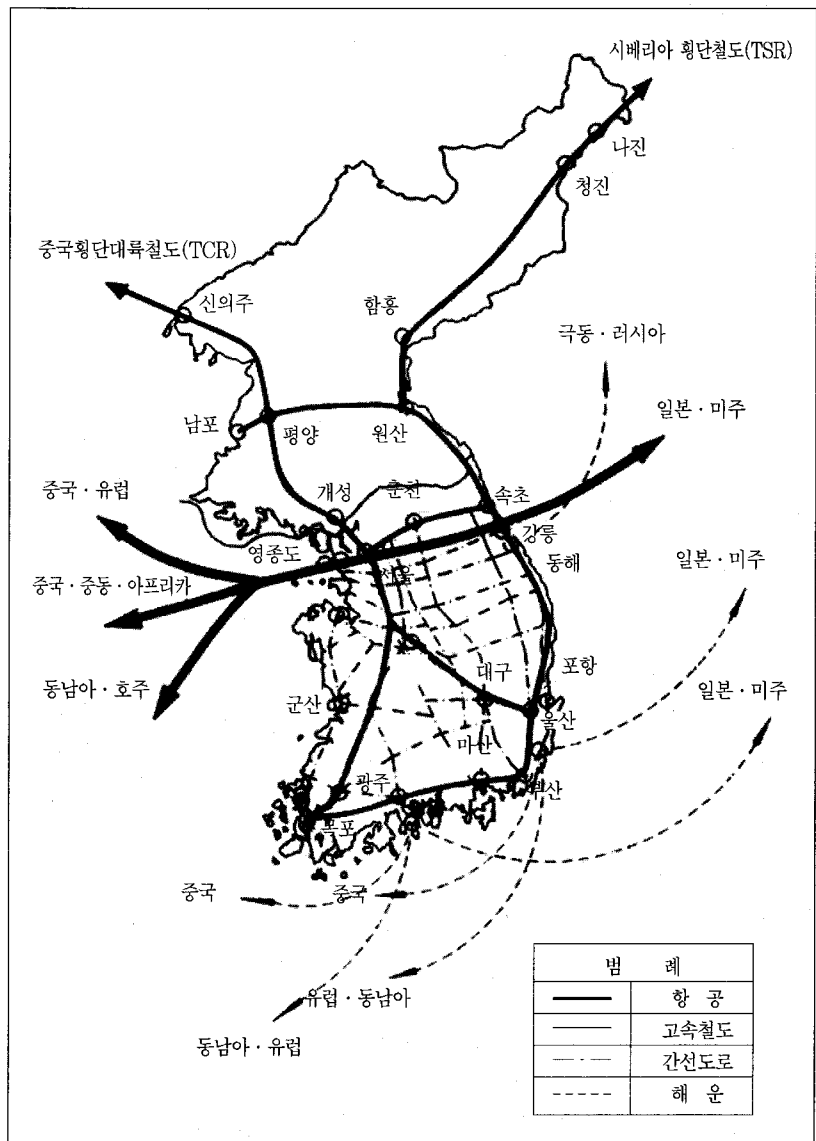 시베리아 횡단철도(TSR)
나진
청진
중국횡단대륙철도(TCR)
신의주
함흥
극동·러시아
남포
평양
원산
일본·미주
중국·유럽
개성
춘천
속초
강릉
영종도
서울
동해
일본·미주
중국·중동·아프리카
동남아·호주
대구
포항
일본·미주
군산
울산
마산
광주
부산
목포
중국
중국
유럽·동남아
동남아·유럽
범 례
항 공
고속철도
간선도로
해 운